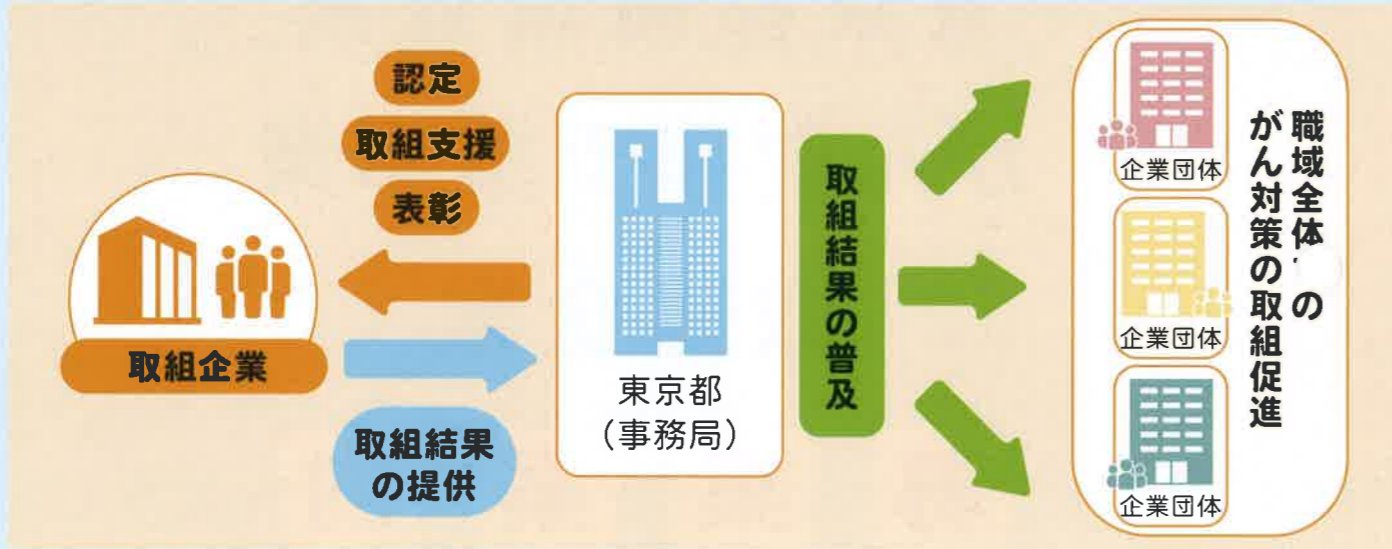 認定
取組支援
表彰
取組企業
取組結果
の提供
東京都
（事務局）
取組結果の普及
企業団体
企業団体
企業団体
職域全体の
がん対策の取組促進